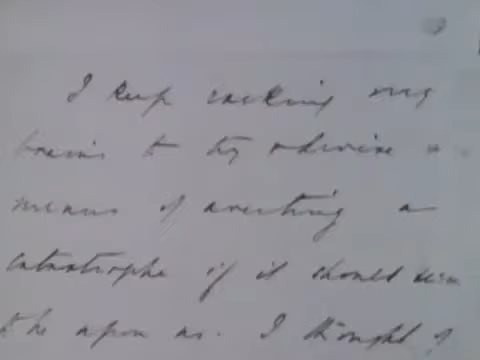 I keep racking my
brains to try & devise a
means of averting a
catastrophe if it should seem
to be upon us. I thought of